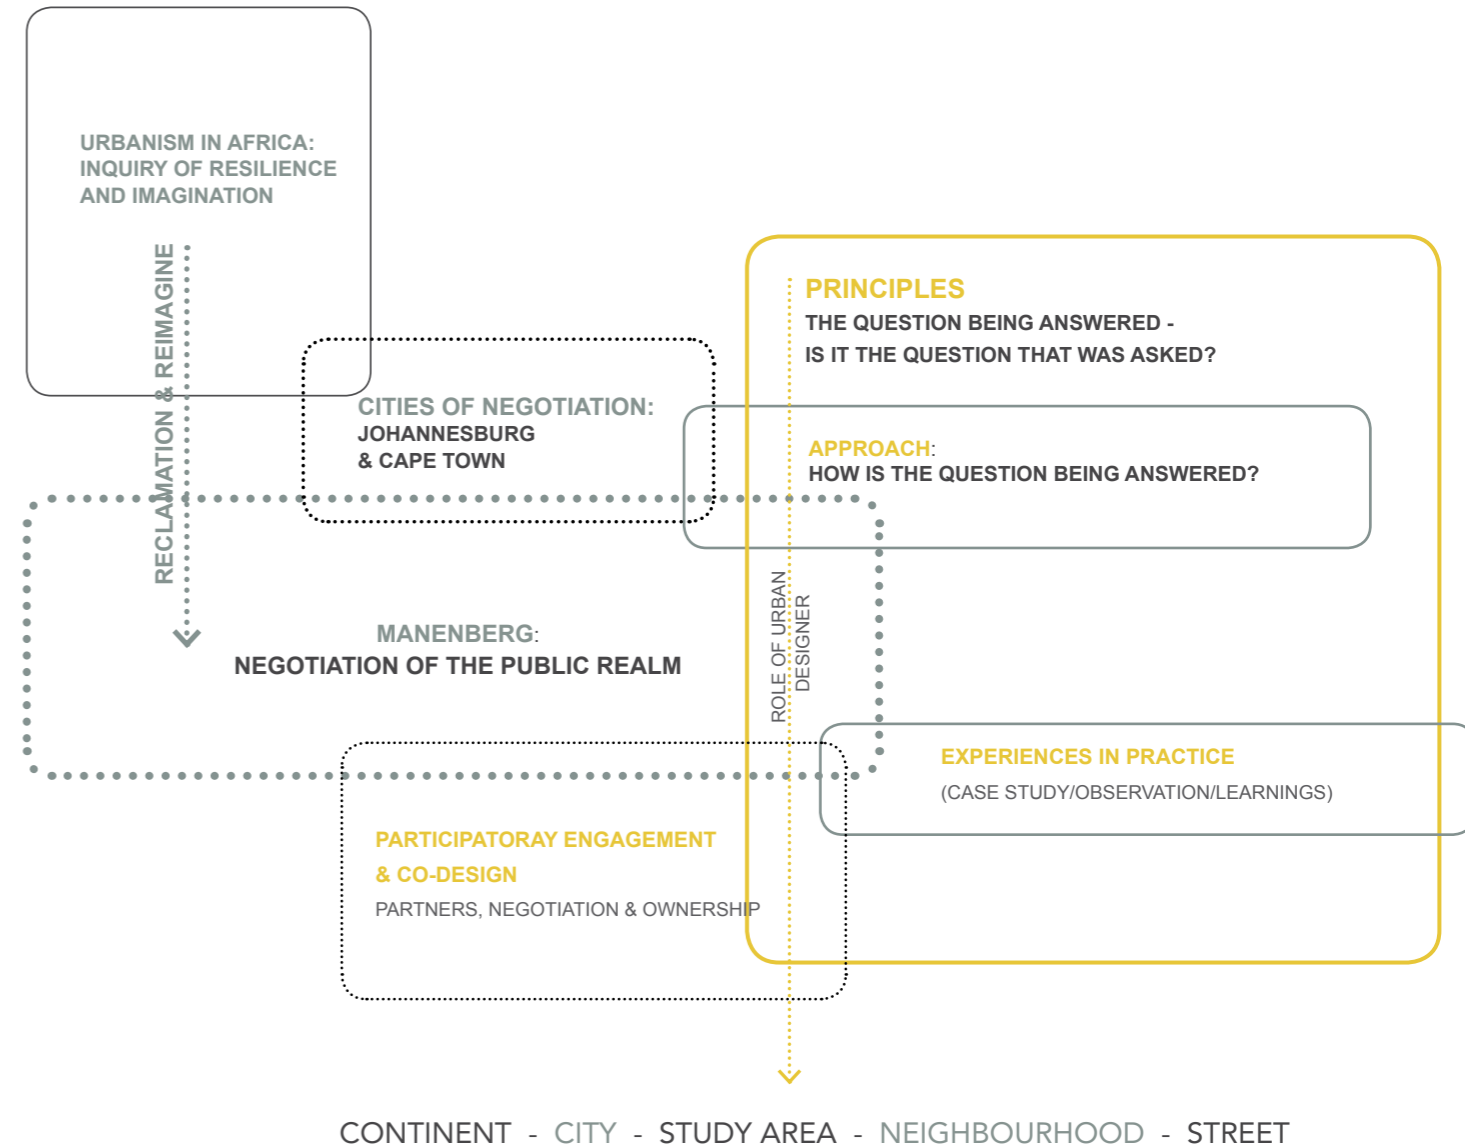 URBANISM IN AFRICA:
INQUIRY OF RESILIENCE
AND IMAGINATION
RECLAMATION & REIMAGINE
CITIES OF NEGOTIATION:
JOHANNESBURG
& CAPE TOWN
PRINCIPLES
THE QUESTION BEING ANSWERED -
IS IT THE QUESTION THAT WAS ASKED?
APPROACH:
HOW IS THE QUESTION BEING ANSWERED?
MANENBERG:
NEGOTIATION OF THE PUBLIC REALM
ROLE OF URBAN
DESIGNER
EXPERIENCES IN PRACTICE
(CASE STUDY/OBSERVATION/LEARNINGS)
PARTICIPATORAY ENGAGEMENT
& CO-DESIGN
PARTNERS, NEGOTIATION & OWNERSHIP
CONTINENT - CITY - STUDY AREA - NEIGHBOURHOOD - STREET